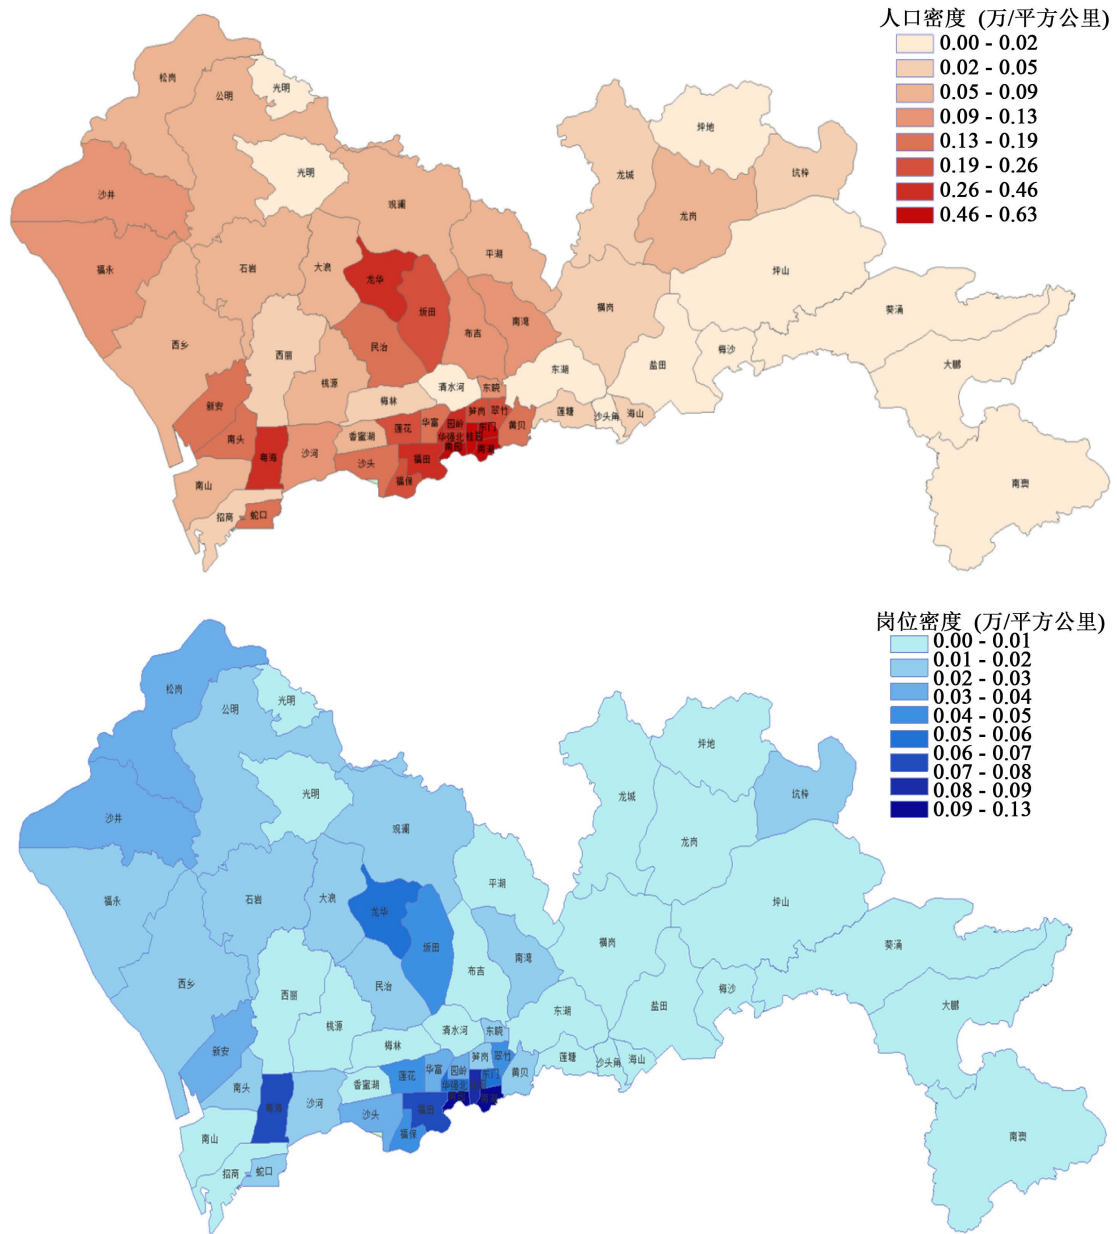 人口密度 (万/平方公里)
0.00 - 0.02
0.02 - 0.05
0.05 - 0.09
0.09 - 0.13
0.13 - 0.19
0.19 - 0.26
0.26 - 0.46
0.46 - 0.63
松岗
公明
光明
坪地
龙城
坑梓
光明
沙井
观澜
龙岗
福永
石岩
大浪
龙华
平湖
坪山
坂田
南湾
横岗
葵涌
西乡
西丽
民治
布吉
梅沙
桃源
清水河
东晓
东湖
盐田
大鹏
新安
梅林
笋岗
翠竹
莲塘
沙头角
海山
南头
香蜜湖
莲花
华富
园岭
东门
黄贝
华强北
桂园
粤海
沙河
沙头
福田
南园
南湖
南山
福保
南澳
招商
蛇口
岗位密度 (万/平方公里)
0.00 - 0.01
0.01 - 0.02
0.02 - 0.03
0.03 - 0.04
0.04 - 0.05
0.05 - 0.06
0.06 - 0.07
0.07 - 0.08
0.08 - 0.09
0.09 - 0.13
松岗
公明
光明
坪地
龙城
坑梓
光明
沙井
观澜
龙岗
福永
石岩
大浪
龙华
平湖
坪山
坂田
横岗
葵涌
西乡
西丽
民治
布吉
南湾
梅沙
桃源
清水河
东晓
东湖
盐田
大鹏
新安
梅林
笋岗
翠竹
莲塘
沙头角
海山
南头
香蜜湖
莲花
华富
园岭
东门
黄贝
华强北
粤海
沙河
沙头
福田
南山
福保
南澳
招商
蛇口